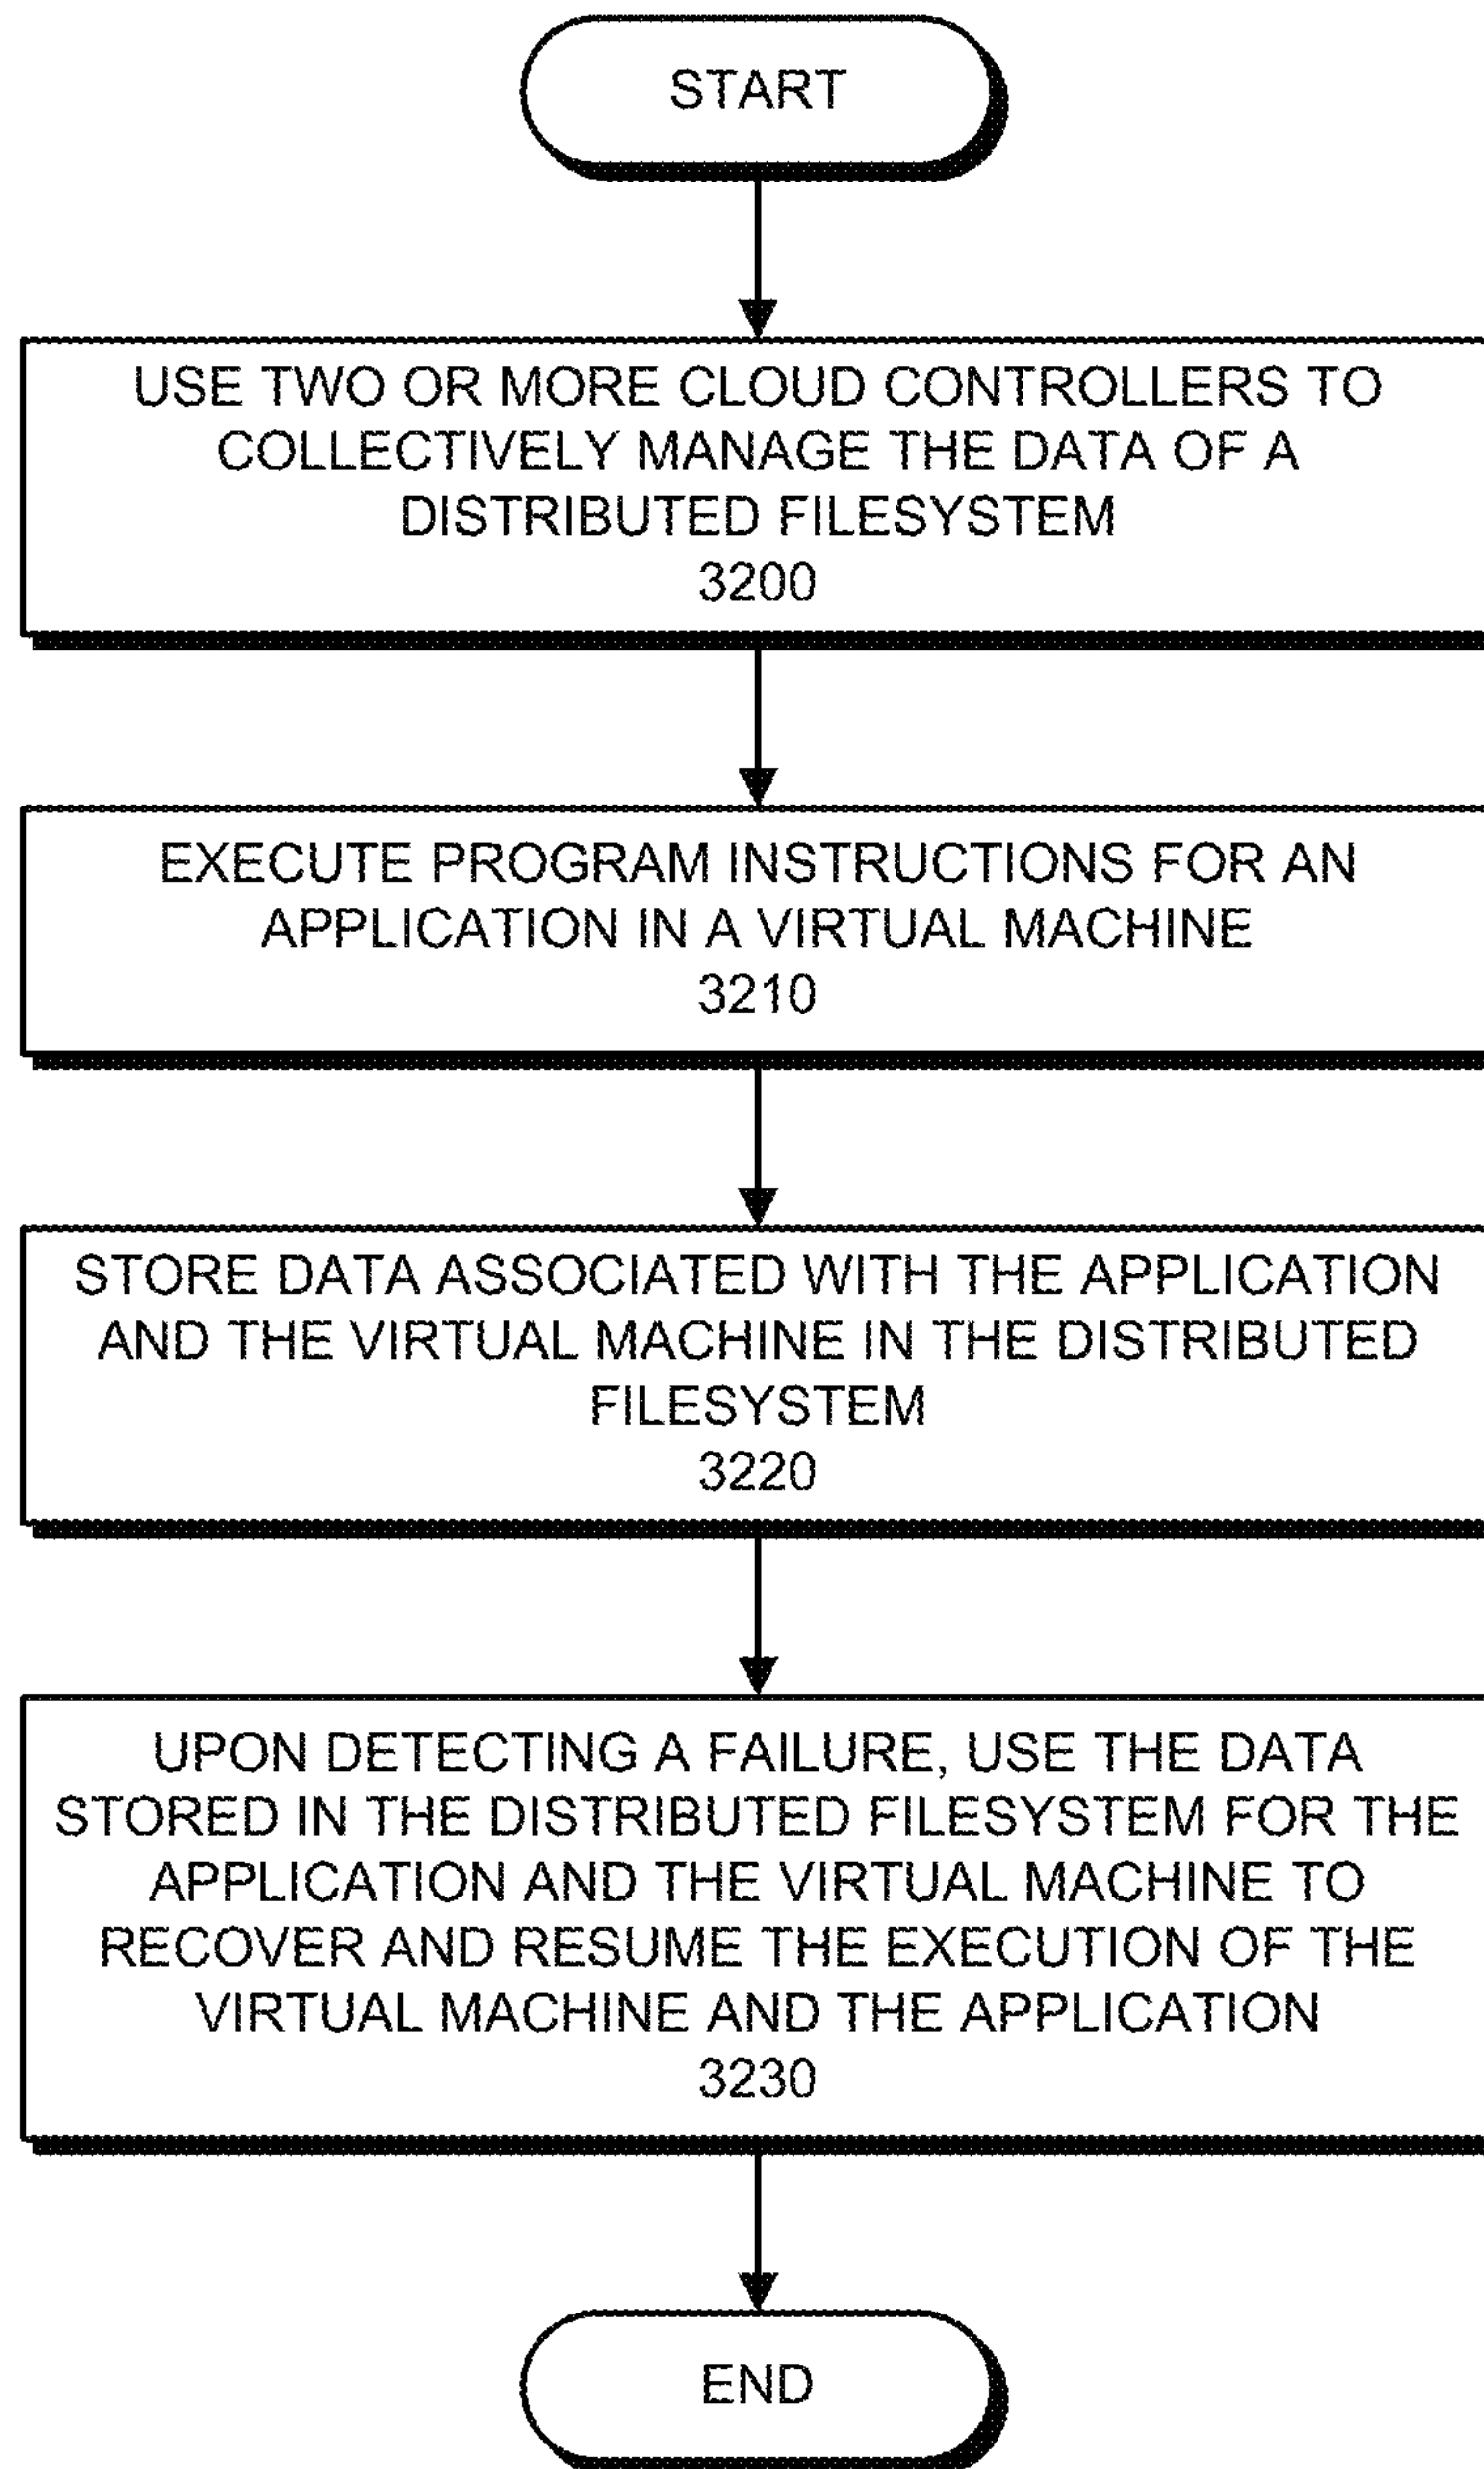 START
USE TWO OR MORE CLOUD CONTROLLERS TO
COLLECTIVELY MANAGE THE DATA OF A
DISTRIBUTED FILESYSTEM
3200
EXECUTE PROGRAM INSTRUCTIONS FOR AN
APPLICATION IN A VIRTUAL MACHINE
3210
STORE DATA ASSOCIATED WITH THE APPLICATION
AND THE VIRTUAL MACHINE IN THE DISTRIBUTED
FILESYSTEM
3220
UPON DETECTING A FAILURE, USE THE DATA
STORED IN THE DISTRIBUTED FILESYSTEM FOR THE
APPLICATION AND THE VIRTUAL MACHINE TO
RECOVER AND RESUME THE EXECUTION OF THE
VIRTUAL MACHINE AND THE APPLICATION
3230
END